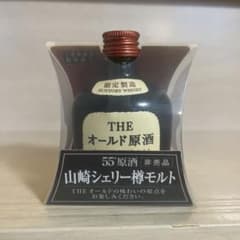 限定製造
SUNTORY WHISKY
THE
オールド原酒
55°原酒 非売品
山崎シェリー樽モルト
THEオールドの味わいの原点を
お楽しみください。